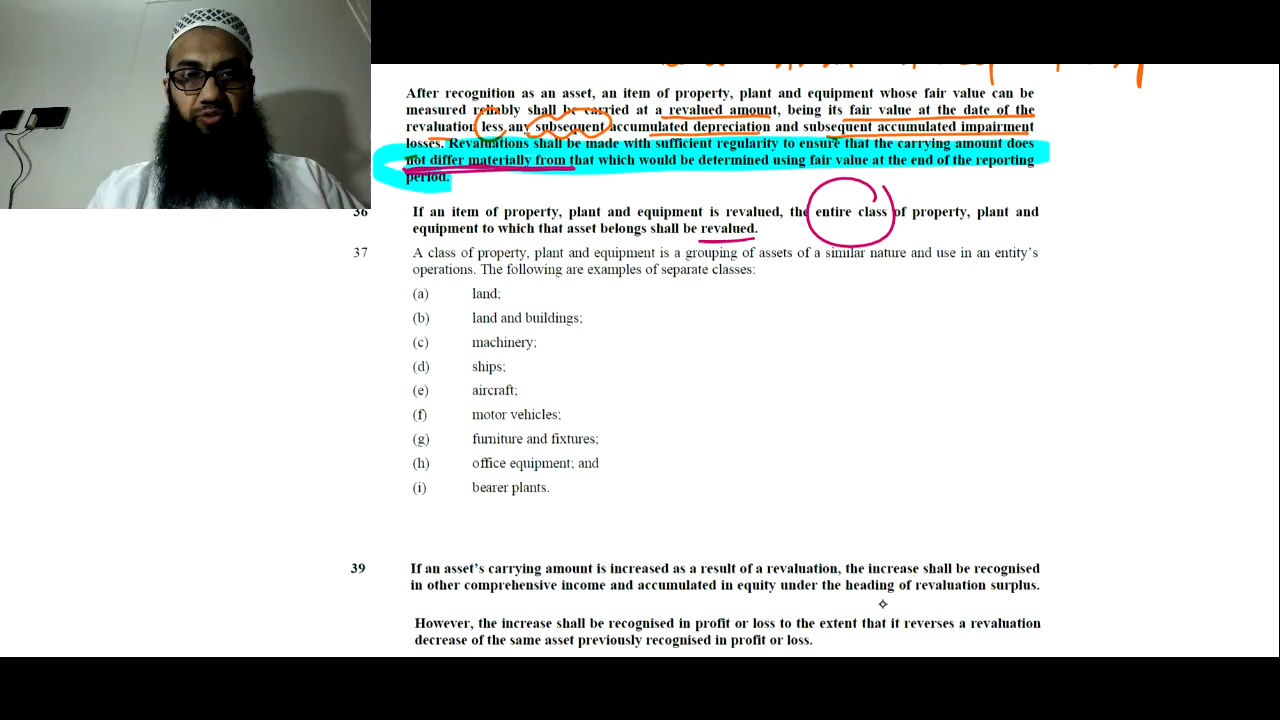 After recognition as an asset, an item of property, plant and equipment whose fair value can be
measured reliably shall be carried at a revalued amount, being its fair value at the date of the
revaluation less any subsequent accumulated depreciation and subsequent accumulated impairment
losses. Revaluations shall be made with sufficient regularity to ensure that the carrying amount does
not differ materially from that which would be determined using fair value at the end of the reporting
period.
36 If an item of property, plant and equipment is revalued, the entire class of property, plant and
equipment to which that asset belongs shall be revalued.
37 A class of property, plant and equipment is a grouping of assets of a similar nature and use in an entity's
operations. The following are examples of separate classes:
(a) land;
(b) land and buildings;
(c) machinery;
(d) ships;
(e) aircraft;
(f) motor vehicles;
(g) furniture and fixtures;
(h) office equipment; and
(i) bearer plants.
39 If an asset's carrying amount is increased as a result of a revaluation, the increase shall be recognised
in other comprehensive income and accumulated in equity under the heading of revaluation surplus.
However, the increase shall be recognised in profit or loss to the extent that it reverses a revaluation
decrease of the same asset previously recognised in profit or loss.